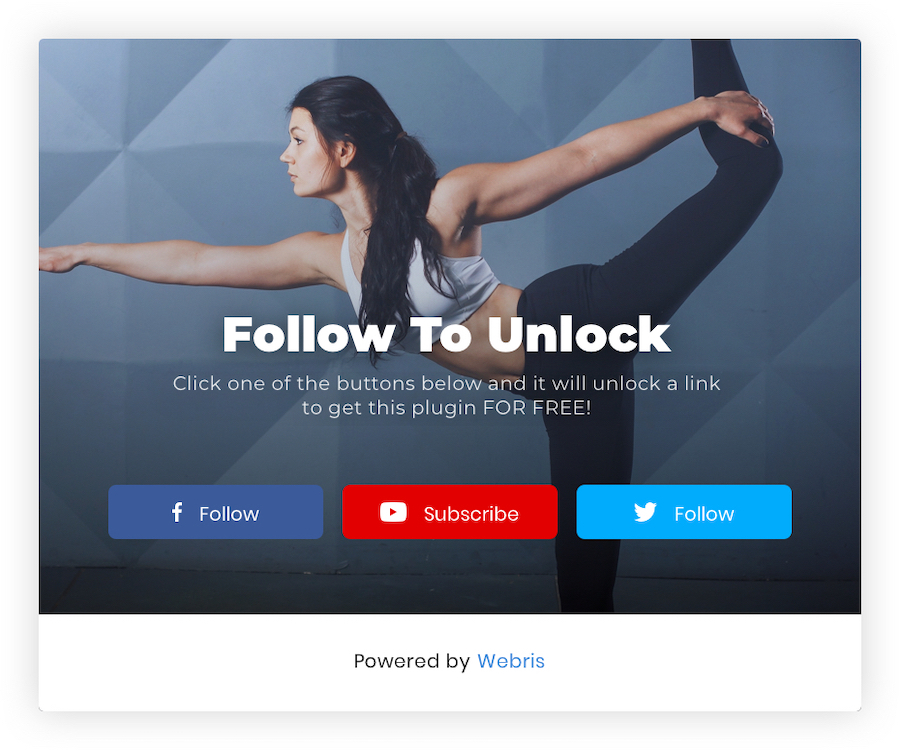 Follow To Unlock
Click one of the buttons below and it will unlock a link
to get this plugin FOR FREE!
Follow
Subscribe
Follow
Powered by Webris